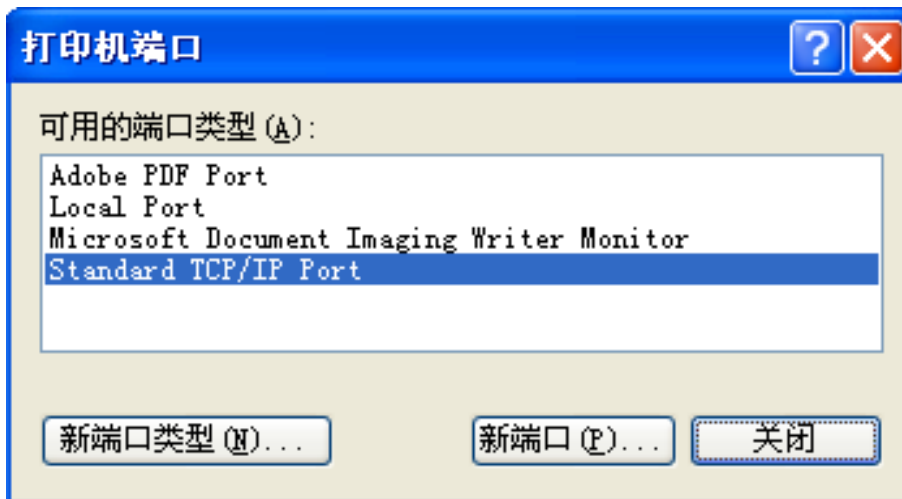 打印机端口
可用的端口类型(A):
Adobe PDF Port
Local Port
Microsoft Document Imaging Writer Monitor
Standard TCP/IP Port
新端口类型(N)... 新端口(P)... 关闭